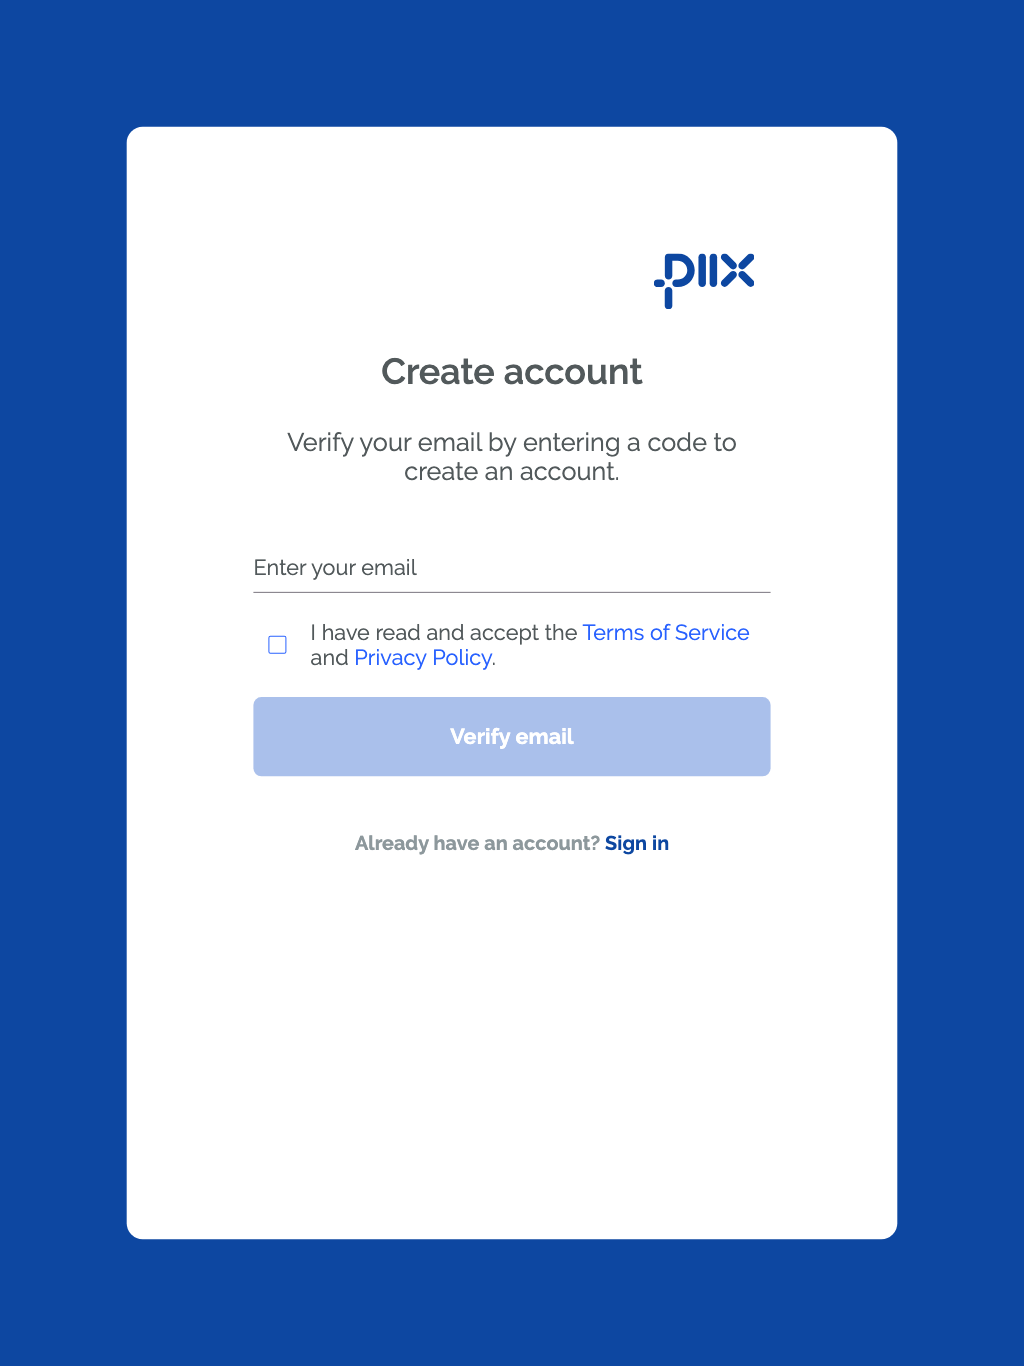 piix
Create account
Verify your email by entering a code to
create an account.
Enter your email
I have read and accept the Terms of Service
and Privacy Policy.
Verify email
Already have an account? Sign in